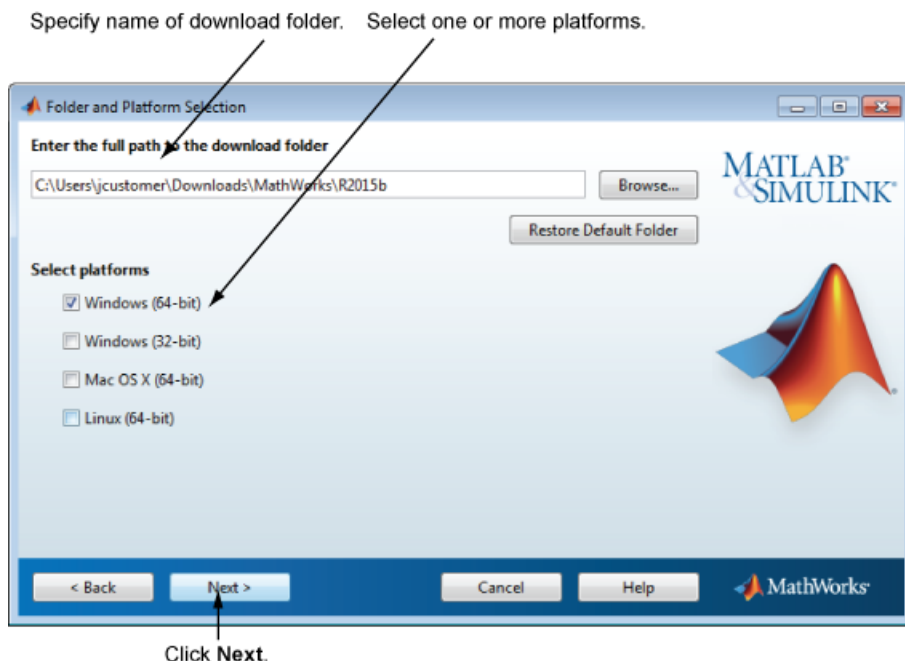 Specify name of download folder. Select one or more platforms.
Folder and Platform Selection
Enter the full path to the download folder
C:\Users\jcustomer\Downloads\MathWorks\R2015b
Browse...
MATLAB®
&SIMULINK®
Restore Default Folder
Select platforms
Windows (64-bit)
Windows (32-bit)
Mac OS X (64-bit)
Linux (64-bit)
< Back Next > Cancel Help MathWorks®
Click Next.